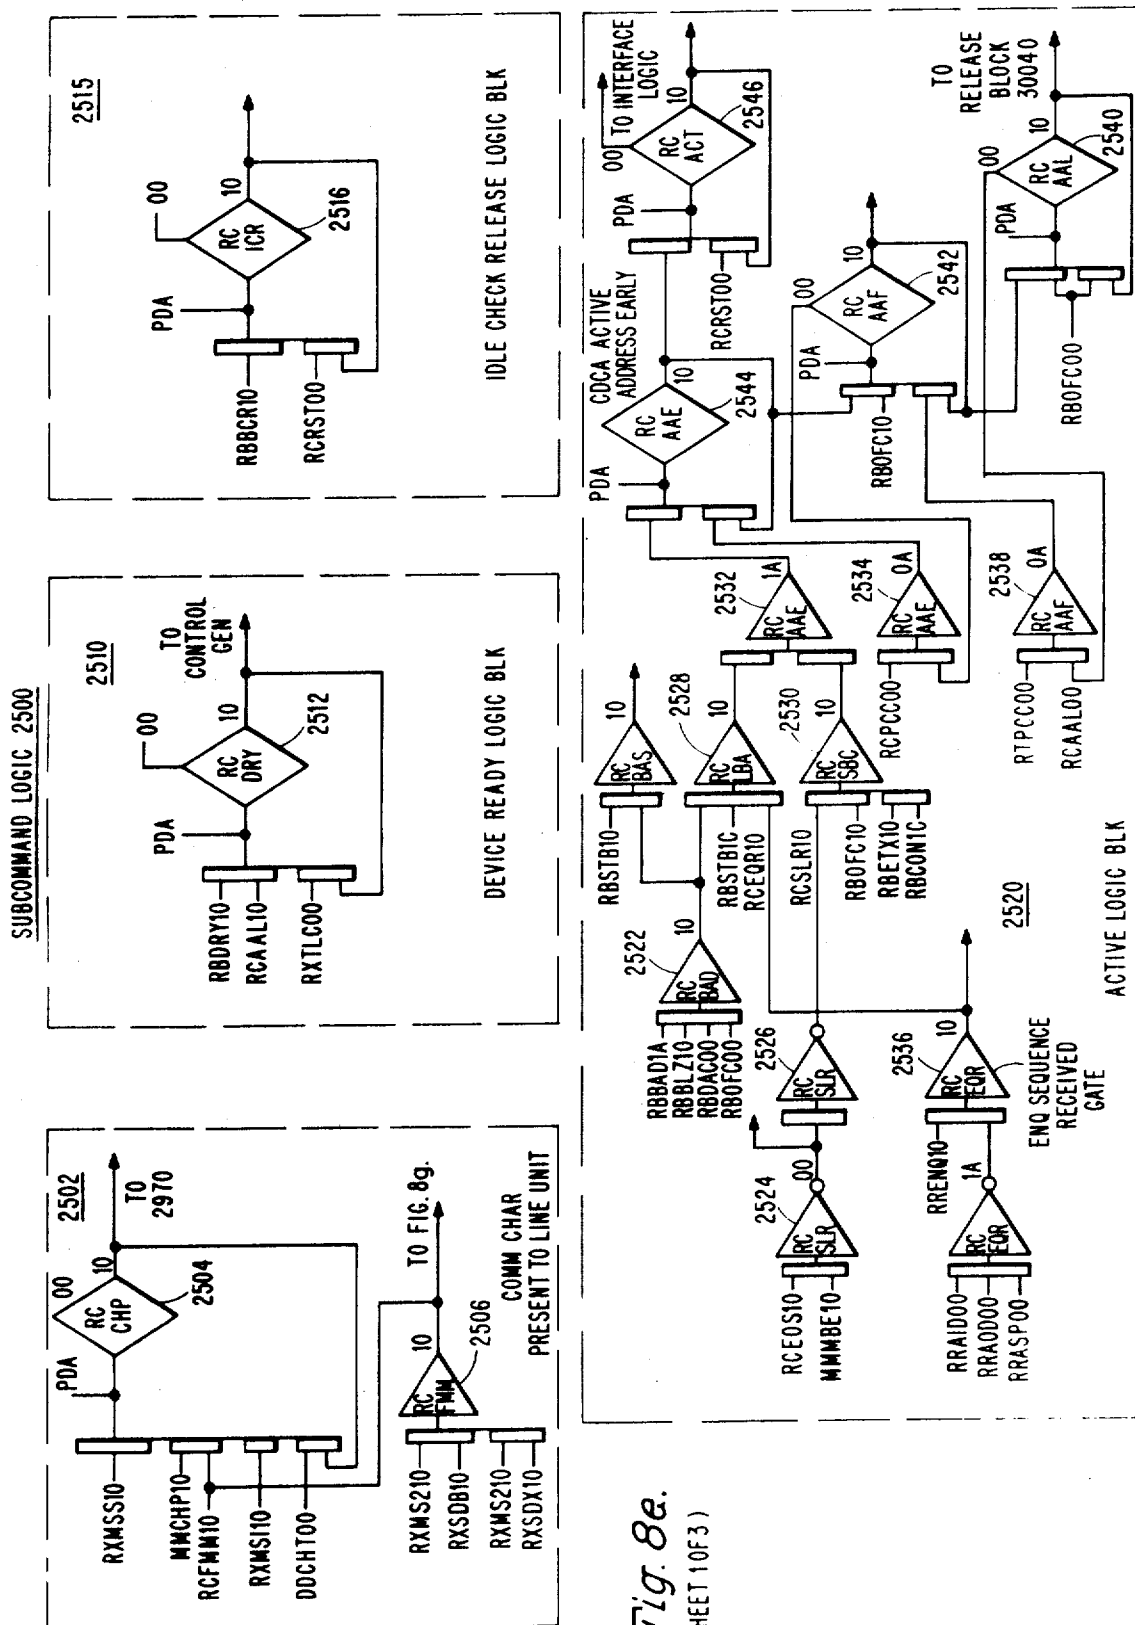 SUBCOMMAND LOGIC 2500
2502
PDA
RC
CHP
00
10
2504
TO
2970
RXMSS10
MMCHP10
RCFMM10
RXMSI10
DDCHT00
RXMS210
RXSDB10
RXMS210
RXSDX10
RC
FMM
10
2506
TO FIG. 8g.
COMM CHAR
PRESENT TO LINE UNIT
2510
PDA
RC
DRY
00
10
2512
TO
CONTROL
GEN
RBDRY10
RCAAL10
RXTLC00
DEVICE READY LOGIC BLK
2515
PDA
RC
ICR
00
10
2516
RBBCR10
RCRST00
IDLE CHECK RELEASE LOGIC BLK
RCEOS10
MMMBE10
RC
SLR
00
2524
RC
SLR
2526
RRAID00
RRAOD00
RRASP00
RC
EQR
1A
RRENQ10
RC
EQR
10
2536
ENQ SEQUENCE
RECEIVED
GATE
RBBAD1A
RBBLZ10
RBDAC00
RBOFC00
RC
BAD
10
2522
RBSTB10
RC
BAS
10
RBSTB1C
RCEQR10
RC
LBA
10
2528
RCSLR10
RBOFC10
RBETX10
RBCON1C
RC
SBC
10
2530
RC
AAE
1A
2532
RCPCC00
RC
AAE
0A
2534
RTPCC00
RCAAL00
RC
AAF
0A
2538
PDA
RC
AAE
10
2544
CDCA ACTIVE
ADDRESS EARLY
RCRST00
PDA
RC
ACT
00
10
2546
TO INTERFACE
LOGIC
RBOFC10
PDA
RC
AAF
00
10
2542
RBOFC00
PDA
RC
AAL
00
10
2540
TO
RELEASE
BLOCK
30040
2520
ACTIVE LOGIC BLK
Fig. 8e.
HEET 1 OF 3)